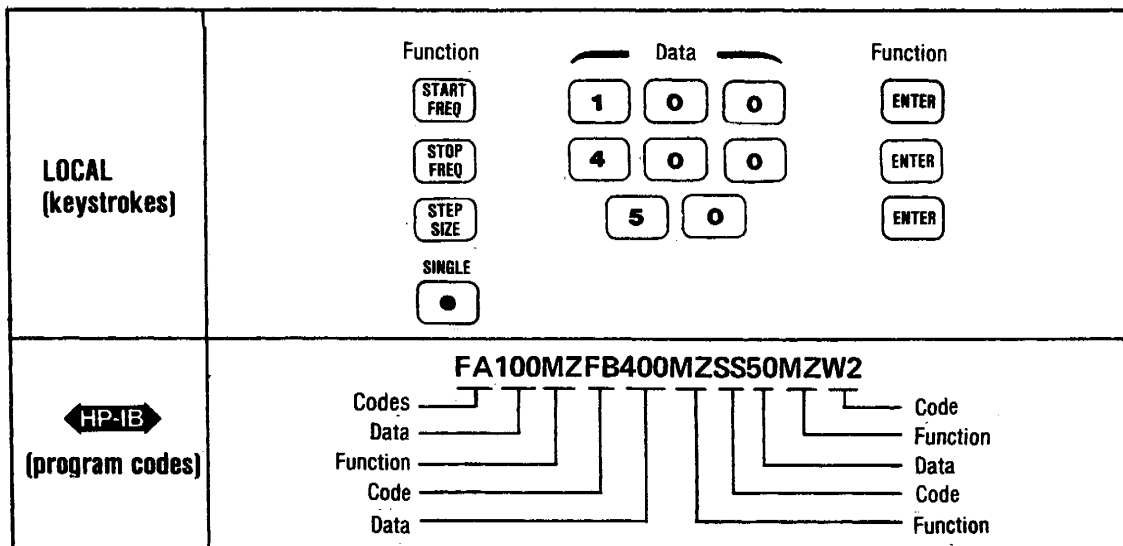 Function Data Function
START FREQ 1 0 0 ENTER
STOP FREQ 4 0 0 ENTER
LOCAL (keystrokes)
STEP SIZE 5 0 ENTER
SINGLE
FA100MZFB400MZSS50MZW2
HP-IB
(program codes)
Codes
Data
Function
Code
Data
Code
Function
Data
Code
Function